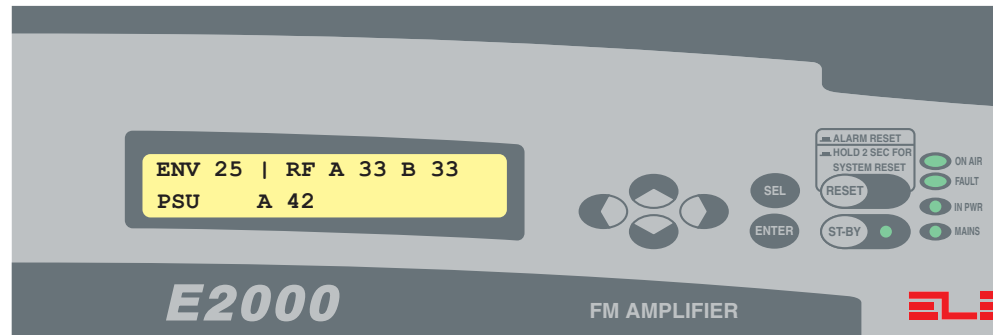 ENV 25 | RF A 33 B 33
PSU A 42
SEL
ENTER
ALARM RESET
HOLD 2 SEC FOR
SYSTEM RESET
RESET
ST-BY
ON AIR
FAULT
IN PWR
MAINS
E2000
FM AMPLIFIER